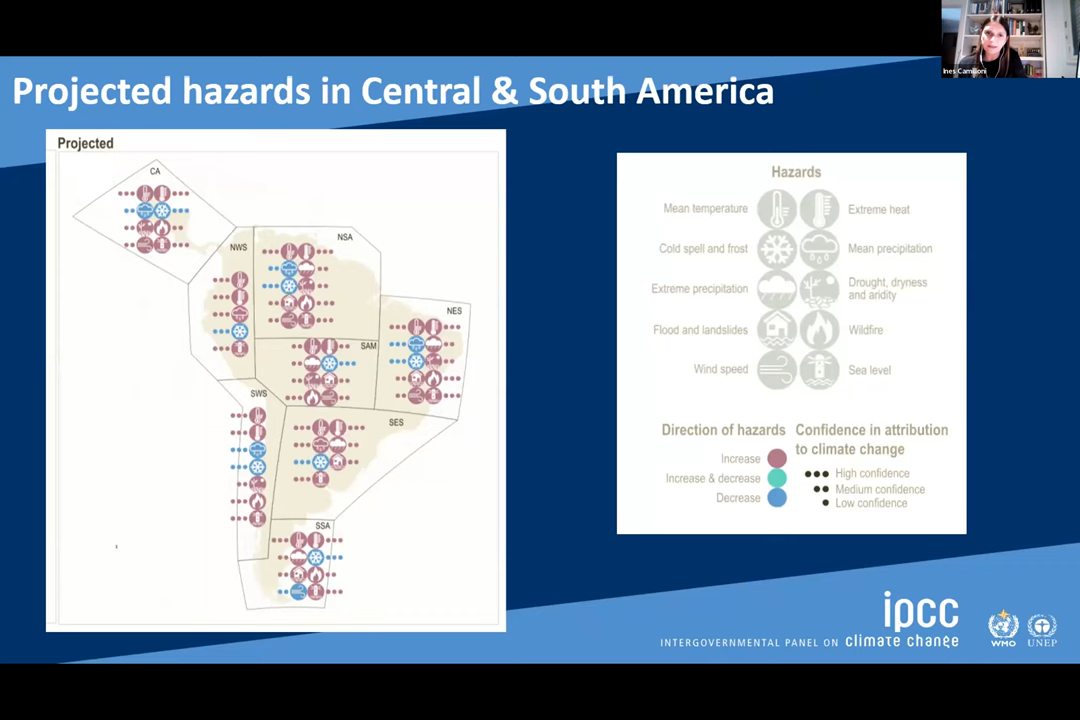 Ines Camilloni
Projected hazards in Central & South America
Projected
CA
NWS
NSA
NES
SAM
SWS
SES
SSA
Hazards
Mean temperature
Extreme heat
Cold spell and frost
Mean precipitation
Extreme precipitation
Drought, dryness
and aridity
Flood and landslides
Wildfire
Wind speed
Sea level
Direction of hazards
Increase
Increase & decrease
Decrease
Confidence in attribution
to climate change
High confidence
Medium confidence
Low confidence
ipcc
INTERGOVERNMENTAL PANEL ON climate change
WMO
UNEP